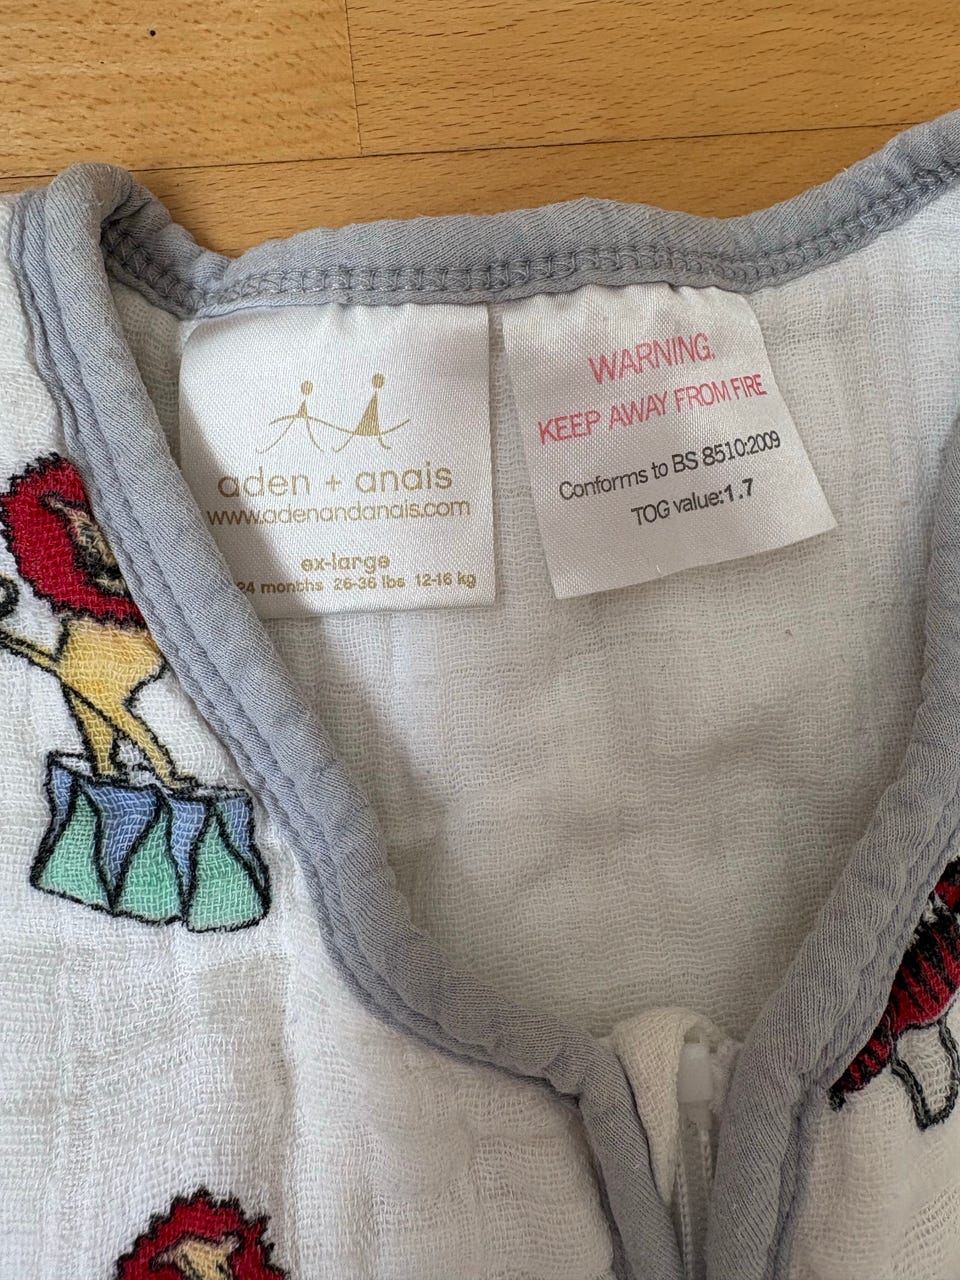 aden + anais
www.adenandanais.com
ex-large
24 months 26-36 lbs 12-16 kg
WARNING.
KEEP AWAY FROM FIRE
Conforms to BS 8510:2009
TOG value:1.7